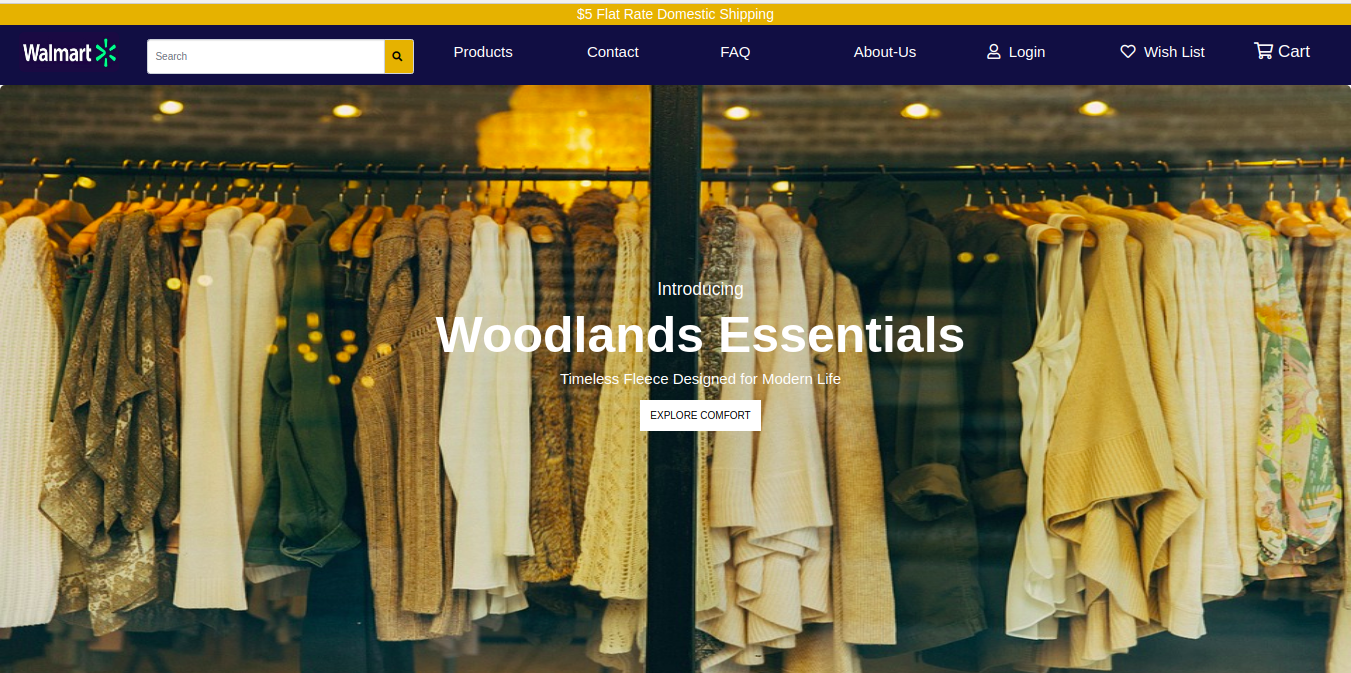 $5 Flat Rate Domestic Shipping
Walmart
Search
Products
Contact
FAQ
About-Us
Login
Wish List
Cart
Introducing
Woodlands Essentials
Timeless Fleece Designed for Modern Life
EXPLORE COMFORT